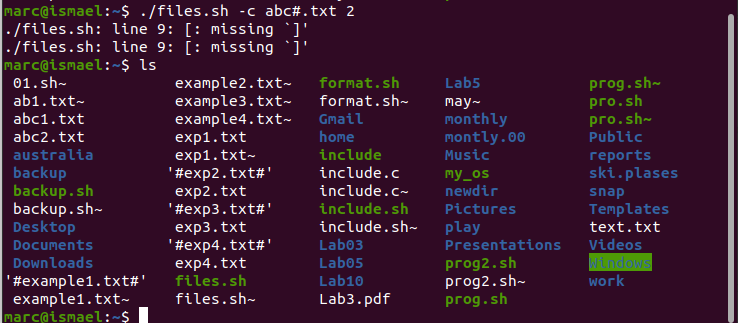 marc@ismael:~$ ./files.sh -c abc#.txt 2
./files.sh: line 9: [: missing `]'
./files.sh: line 9: [: missing `]'
marc@ismael:~$ ls
01.sh~ example2.txt~ format.sh Lab5 prog.sh~
ab1.txt~ example3.txt~ format.sh~ may~ pro.sh
abc1.txt example4.txt~ Gmail monthly pro.sh~
abc2.txt exp1.txt home montly.00 Public
australia exp1.txt~ include Music reports
backup '#exp2.txt#' include.c my_os ski.plases
backup.sh exp2.txt include.c~ newdir snap
backup.sh~ '#exp3.txt#' include.sh Pictures Templates
Desktop exp3.txt include.sh~ play text.txt
Documents '#exp4.txt#' Lab03 Presentations Videos
Downloads exp4.txt Lab05 prog2.sh Windows
'#example1.txt#' files.sh Lab10 prog2.sh~ work
example1.txt~ files.sh~ Lab3.pdf prog.sh
marc@ismael:~$